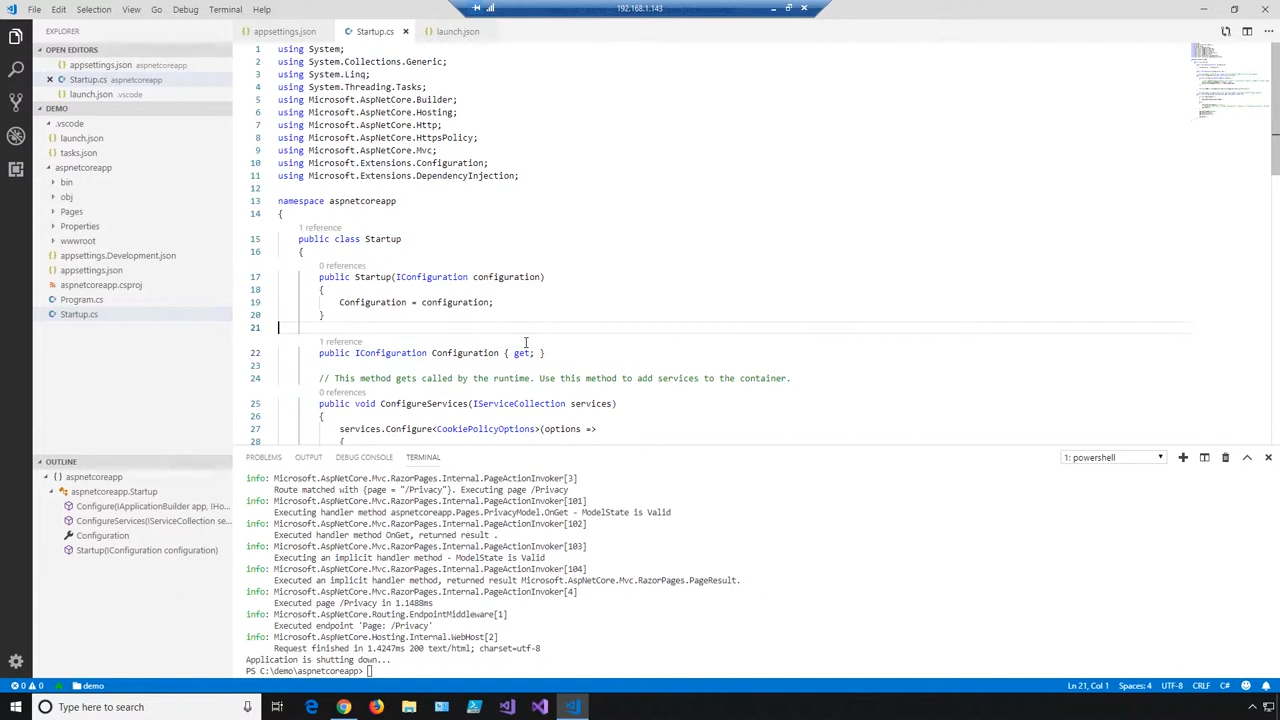 File Edit Selection View Go Debug Terminal Help
192.168.1.143
EXPLORER
OPEN EDITORS
appsettings.json aspnetcoreapp
Startup.cs aspnetcoreapp
launch.json .vscode
DEMO
.vscode
launch.json
tasks.json
aspnetcoreapp
bin
obj
Pages
Properties
wwwroot
appsettings.Development.json
appsettings.json
aspnetcoreapp.csproj
Program.cs
Startup.cs
OUTLINE
aspnetcoreapp
aspnetcoreapp.Startup
Configure(IApplicationBuilder app, IHo...
ConfigureServices(IServiceCollection se...
Configuration
Startup(IConfiguration configuration)
appsettings.json Startup.cs launch.json
1 using System;
2 using System.Collections.Generic;
3 using System.Linq;
4 using System.Threading.Tasks;
5 using Microsoft.AspNetCore.Builder;
6 using Microsoft.AspNetCore.Hosting;
7 using Microsoft.AspNetCore.Http;
8 using Microsoft.AspNetCore.HttpsPolicy;
9 using Microsoft.AspNetCore.Mvc;
10 using Microsoft.Extensions.Configuration;
11 using Microsoft.Extensions.DependencyInjection;
12
13 namespace aspnetcoreapp
14 {
1 reference
15 public class Startup
16 {
0 references
17 public Startup(IConfiguration configuration)
18 {
19 Configuration = configuration;
20 }
21
1 reference
22 public IConfiguration Configuration { get; }
23
24 // This method gets called by the runtime. Use this method to add services to the container.
0 references
25 public void ConfigureServices(IServiceCollection services)
26 {
27 services.Configure<CookiePolicyOptions>(options =>
28 {
PROBLEMS OUTPUT DEBUG CONSOLE TERMINAL 1: powershell
info: Microsoft.AspNetCore.Mvc.RazorPages.Internal.PageActionInvoker[3]
Route matched with {page = "/Privacy"}. Executing page /Privacy
info: Microsoft.AspNetCore.Mvc.RazorPages.Internal.PageActionInvoker[101]
Executing handler method aspnetcoreapp.Pages.PrivacyModel.OnGet - ModelState is Valid
info: Microsoft.AspNetCore.Mvc.RazorPages.Internal.PageActionInvoker[102]
Executed handler method OnGet, returned result .
info: Microsoft.AspNetCore.Mvc.RazorPages.Internal.PageActionInvoker[103]
Executing an implicit handler method - ModelState is Valid
info: Microsoft.AspNetCore.Mvc.RazorPages.Internal.PageActionInvoker[104]
Executed an implicit handler method, returned result Microsoft.AspNetCore.Mvc.RazorPages.PageResult.
info: Microsoft.AspNetCore.Mvc.RazorPages.Internal.PageActionInvoker[4]
Executed page /Privacy in 1.1488ms
info: Microsoft.AspNetCore.Routing.EndpointMiddleware[1]
Executed endpoint 'Page: /Privacy'
info: Microsoft.AspNetCore.Hosting.Internal.WebHost[2]
Request finished in 1.4247ms 200 text/html; charset=utf-8
Application is shutting down...
PS C:\demo\aspnetcoreapp>
0 0 demo Ln 21, Col 1 Spaces: 4 UTF-8 CRLF C#
Type here to search